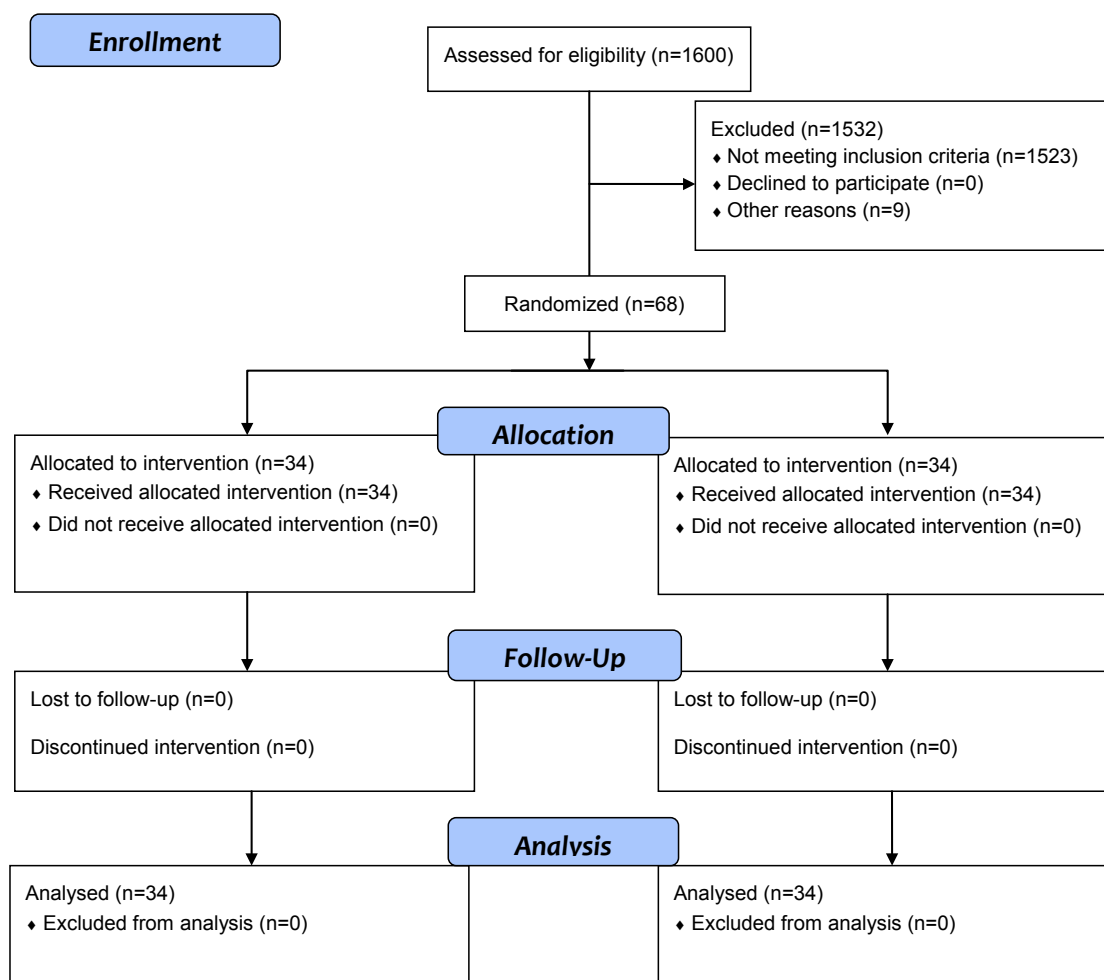 Enrollment
Assessed for eligibility (n=1600)
Excluded (n=1532)
♦ Not meeting inclusion criteria (n=1523)
♦ Declined to participate (n=0)
♦ Other reasons (n=9)
Randomized (n=68)
Allocation
Allocated to intervention (n=34)
♦ Received allocated intervention (n=34)
♦ Did not receive allocated intervention (n=0)
Allocated to intervention (n=34)
♦ Received allocated intervention (n=34)
♦ Did not receive allocated intervention (n=0)
Follow-Up
Lost to follow-up (n=0)
Discontinued intervention (n=0)
Lost to follow-up (n=0)
Discontinued intervention (n=0)
Analysis
Analysed (n=34)
♦ Excluded from analysis (n=0)
Analysed (n=34)
♦ Excluded from analysis (n=0)